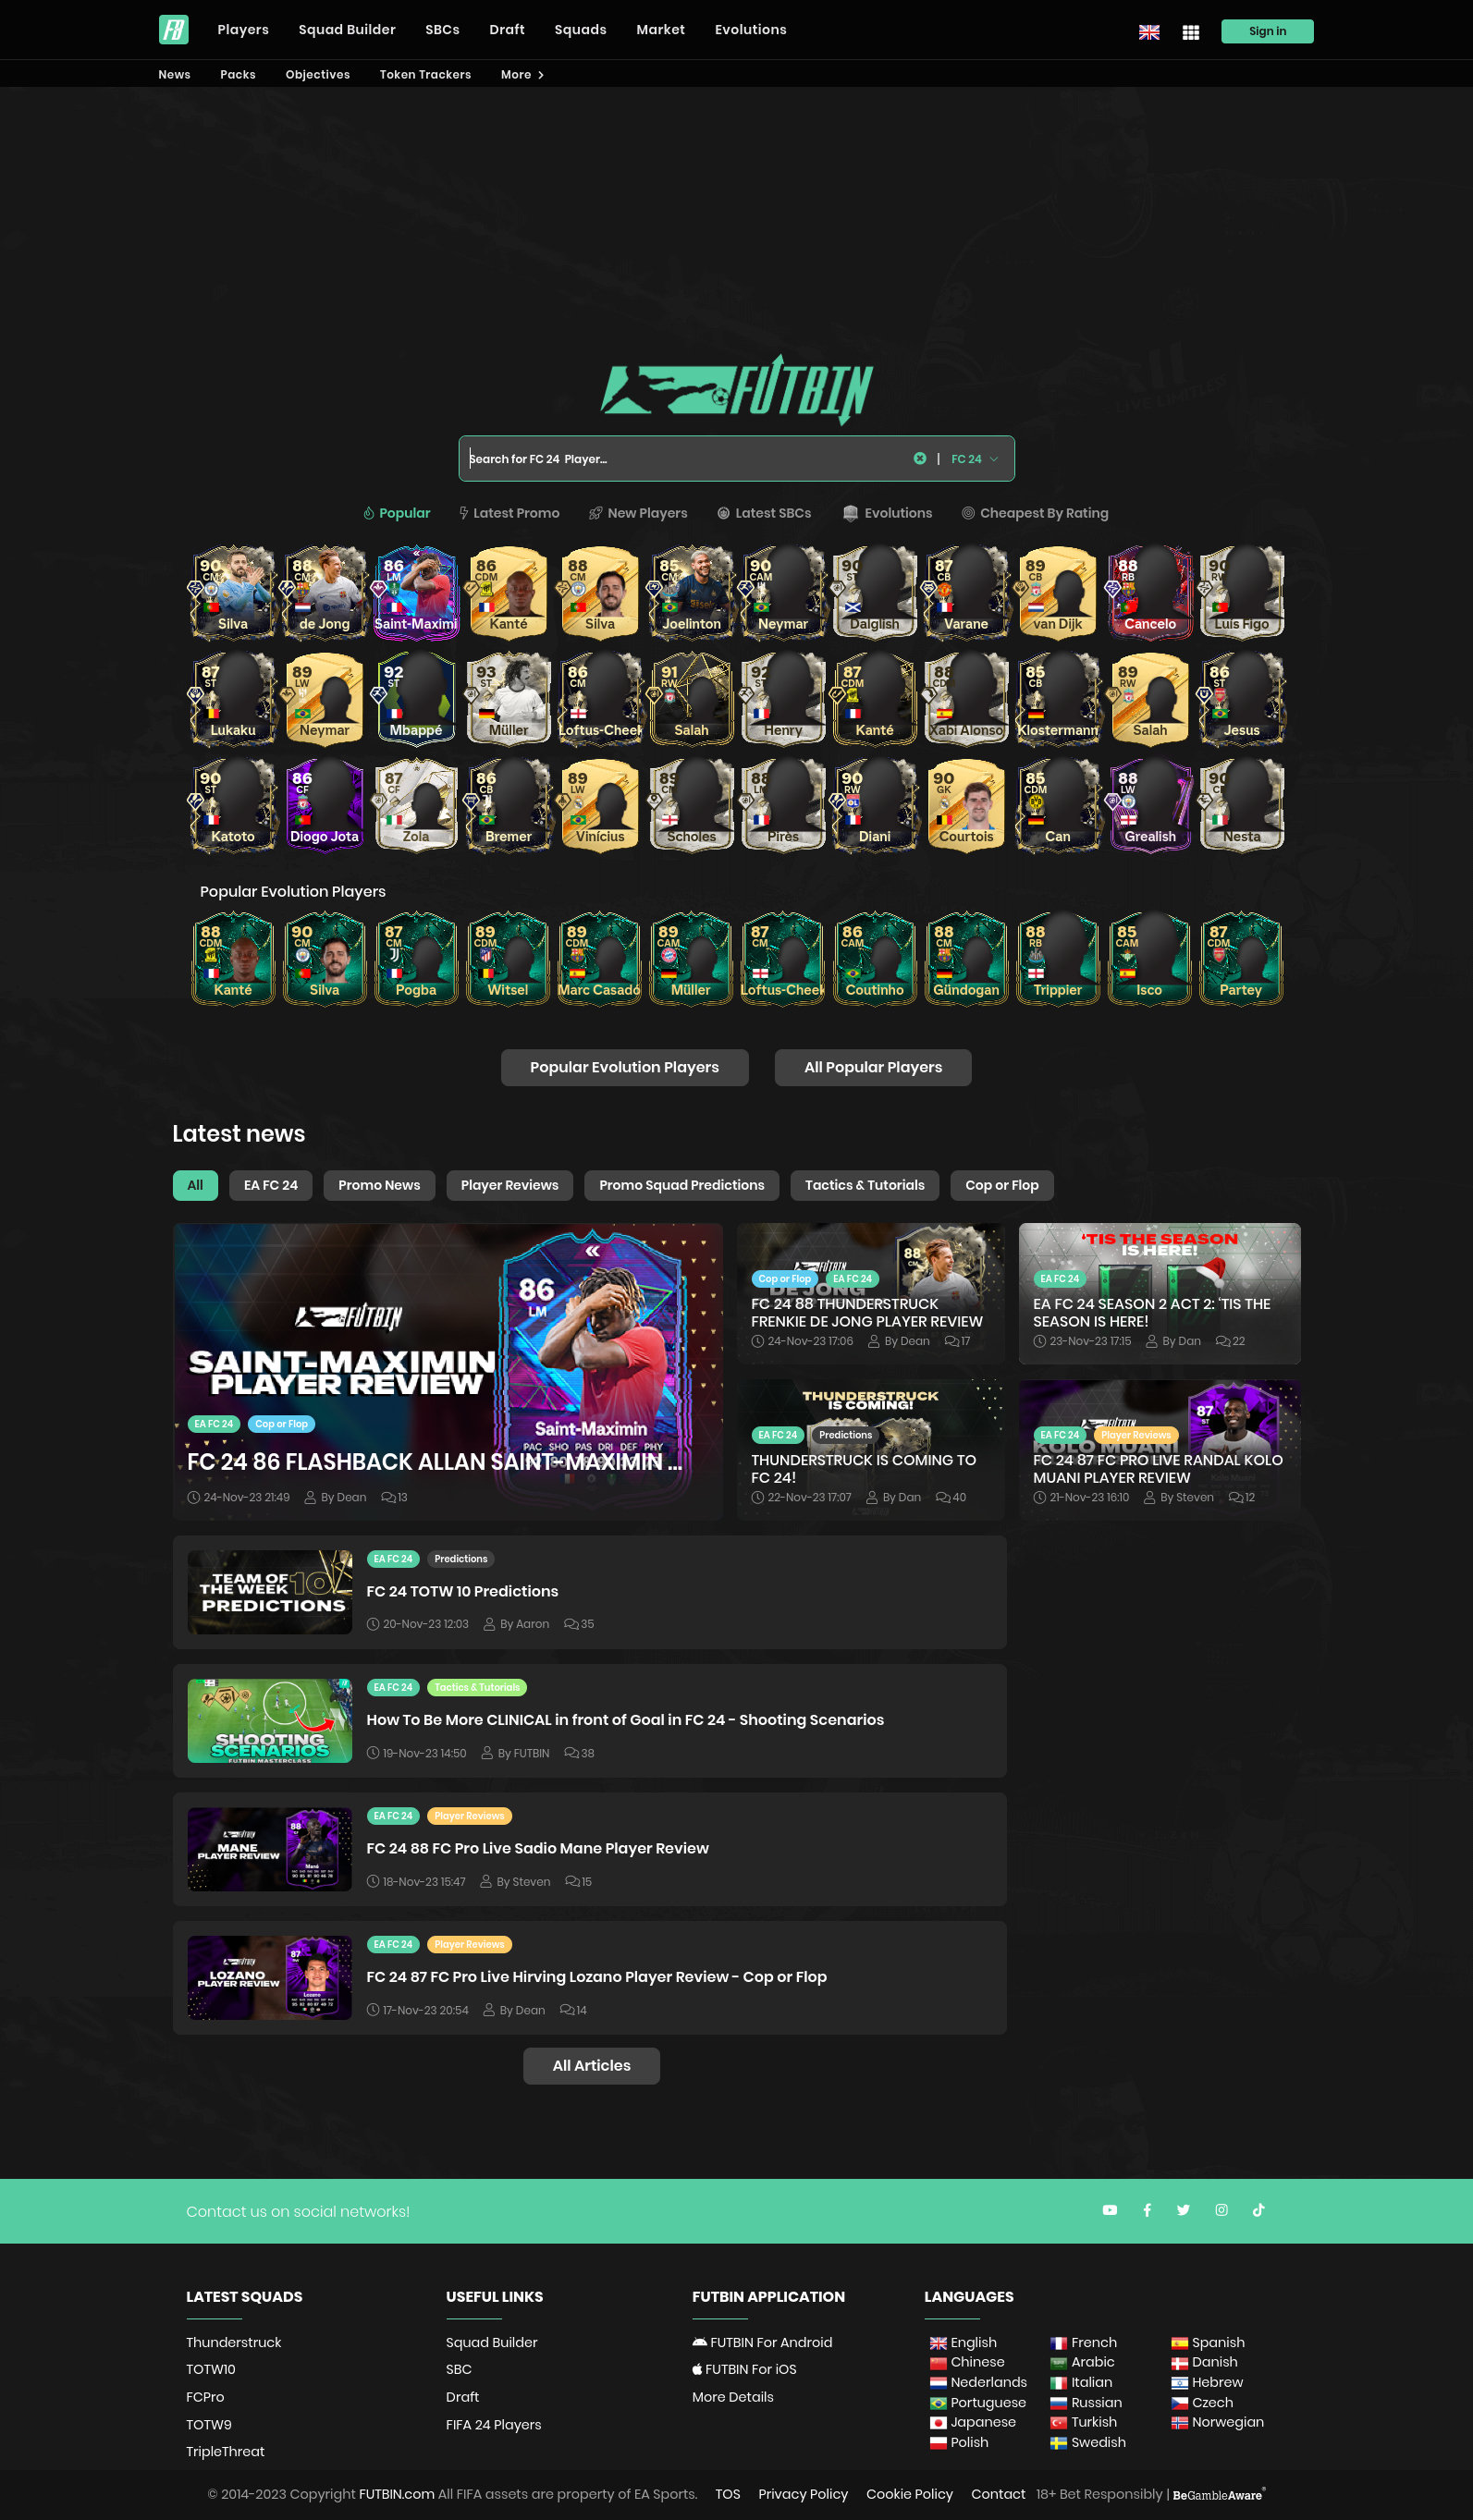 Players Squad Builder SBCs Draft Squads Market Evolutions Sign in
News Packs Objectives Token Trackers More
FUTBIN
Search for FC 24 Player... | FC 24
Popular Latest Promo New Players Latest SBCs Evolutions Cheapest By Rating
90 CM Silva
88 CM de Jong
86 LM Saint-Maximi
86 CDM Kanté
88 CM Silva
85 CM Joelinton
90 CAM Neymar
90 Dalglish
87 CB Varane
89 CB van Dijk
88 RB Cancelo
90 Luis Figo
87 ST Lukaku
89 LW Neymar
92 ST Mbappé
93 ST Müller
86 CM Loftus-Cheek
91 RW Salah
92 ST Henry
87 CDM Kanté
88 Xabi Alonso
85 CB Klostermann
89 RW Salah
86 ST Jesus
90 ST Katoto
86 CF Diogo Jota
87 CF Zola
86 CB Bremer
89 LW Vinícius
Scholes
88 Pirès
90 RW Diani
90 GK Courtois
85 CDM Can
88 LW Grealish
90 Nesta
Popular Evolution Players
88 CDM Kanté
90 CM Silva
87 CM Pogba
89 CDM Witsel
89 CDM Marc Casadó
89 CAM Müller
87 CM Loftus-Cheek
86 CAM Coutinho
88 CM Gündogan
88 RB Trippier
85 CAM Isco
87 CDM Partey
Popular Evolution Players All Popular Players
Latest news
All EA FC 24 Promo News Player Reviews Promo Squad Predictions Tactics & Tutorials Cop or Flop
FUTBIN
SAINT-MAXIMIN
PLAYER REVIEW
86
LM
Saint-Maximin
PAC SHO PAS DRI DEF PHY
EA FC 24 Cop or Flop
FC 24 86 FLASHBACK ALLAN SAINT-MAXIMIN ...
24-Nov-23 21:49 By Dean 13
88
CM
DE JONG
Cop or Flop EA FC 24
FC 24 88 THUNDERSTRUCK
FRENKIE DE JONG PLAYER REVIEW
24-Nov-23 17:06 By Dean 17
'TIS THE SEASON
IS HERE!
EA FC 24
EA FC 24 SEASON 2 ACT 2: 'TIS THE
SEASON IS HERE!
23-Nov-23 17:15 By Dan 22
THUNDERSTRUCK
IS COMING!
EA FC 24 Predictions
THUNDERSTRUCK IS COMING TO
FC 24!
22-Nov-23 17:07 By Dan 40
87
ST
KOLO MUANI
EA FC 24 Player Reviews
FC 24 87 FC PRO LIVE RANDAL KOLO
MUANI PLAYER REVIEW
21-Nov-23 16:10 By Steven 12
TEAM OF
THE WEEK 10
PREDICTIONS
EA FC 24 Predictions
FC 24 TOTW 10 Predictions
20-Nov-23 12:03 By Aaron 35
SHOOTING
SCENARIOS
FUTBIN MASTERCLASS
EA FC 24 Tactics & Tutorials
How To Be More CLINICAL in front of Goal in FC 24 - Shooting Scenarios
19-Nov-23 14:50 By FUTBIN 38
FUTBIN
MANE
PLAYER REVIEW
88
Mané
EA FC 24 Player Reviews
FC 24 88 FC Pro Live Sadio Mane Player Review
18-Nov-23 15:47 By Steven 15
FUTBIN
LOZANO
PLAYER REVIEW
87
Lozano
EA FC 24 Player Reviews
FC 24 87 FC Pro Live Hirving Lozano Player Review - Cop or Flop
17-Nov-23 20:54 By Dean 14
All Articles
Contact us on social networks!
LATEST SQUADS
Thunderstruck
TOTW10
FCPro
TOTW9
TripleThreat
USEFUL LINKS
Squad Builder
SBC
Draft
FIFA 24 Players
FUTBIN APPLICATION
FUTBIN For Android
FUTBIN For iOS
More Details
LANGUAGES
English French Spanish
Chinese Arabic Danish
Nederlands Italian Hebrew
Portuguese Russian Czech
Japanese Turkish Norwegian
Polish Swedish
© 2014-2023 Copyright FUTBIN.com All FIFA assets are property of EA Sports. TOS Privacy Policy Cookie Policy Contact 18+ Bet Responsibly | BeGambleAware®